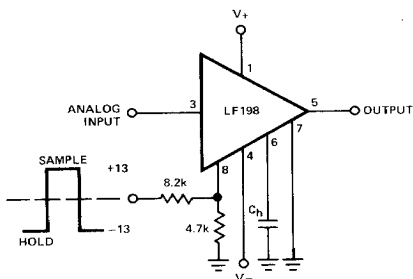 V+
1
ANALOG
INPUT
3
LF198
5
OUTPUT
8
4
6
7
SAMPLE
+13
8.2k
HOLD
−13
4.7k
Ch
V−